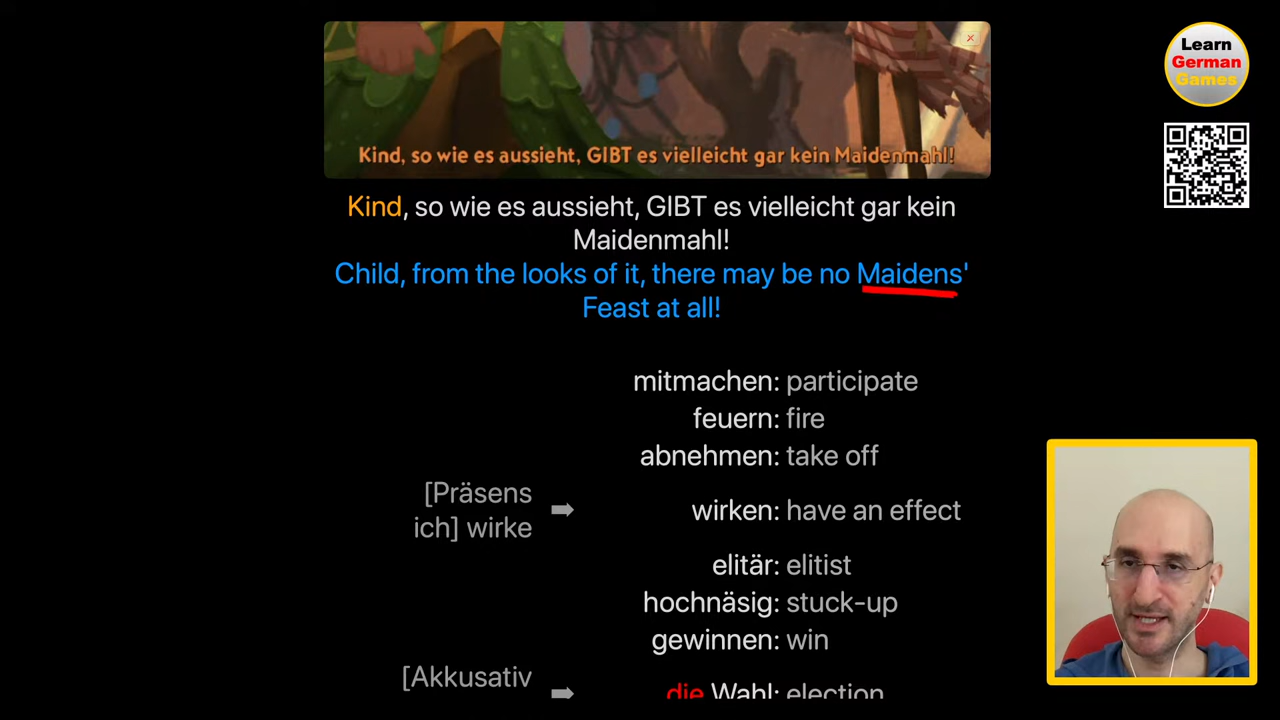 Learn
German
Games
×
Kind, so wie es aussieht, GIBT es vielleicht gar kein Maidenmahl!
Kind, so wie es aussieht, GIBT es vielleicht gar kein
Maidenmahl!
Child, from the looks of it, there may be no Maidens'
Feast at all!
mitmachen: participate
feuern: fire
abnehmen: take off
[Präsens
ich] wirke ➡ wirken: have an effect
elitär: elitist
hochnäsig: stuck-up
gewinnen: win
[Akkusativ ➡ die Wahl: election